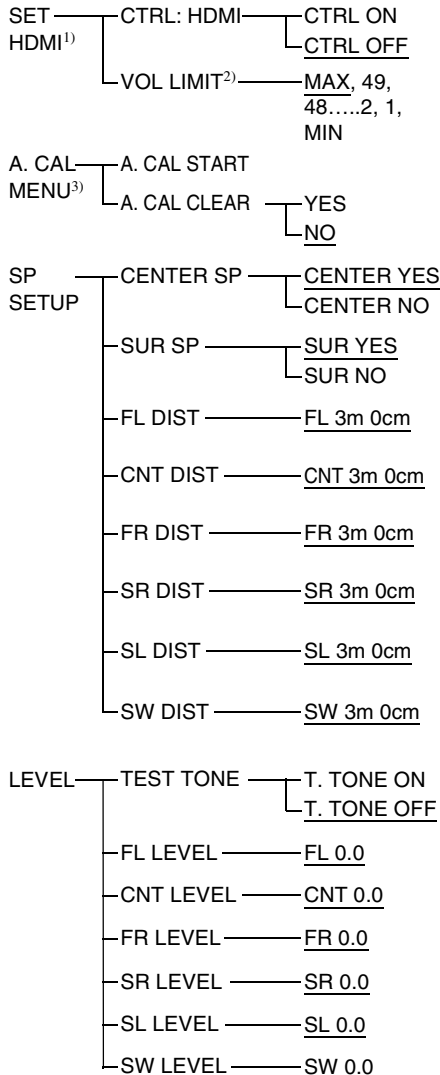 SET CTRL: HDMI CTRL ON
HDMI1) CTRL OFF
VOL LIMIT2) MAX, 49,
48.....2, 1,
MIN
A. CAL A. CAL START
MENU3)
A. CAL CLEAR YES
NO
SP CENTER SP CENTER YES
SETUP CENTER NO
SUR SP SUR YES
SUR NO
FL DIST FL 3m 0cm
CNT DIST CNT 3m 0cm
FR DIST FR 3m 0cm
SR DIST SR 3m 0cm
SL DIST SL 3m 0cm
SW DIST SW 3m 0cm
LEVEL TEST TONE T. TONE ON
T. TONE OFF
FL LEVEL FL 0.0
CNT LEVEL CNT 0.0
FR LEVEL FR 0.0
SR LEVEL SR 0.0
SL LEVEL SL 0.0
SW LEVEL SW 0.0